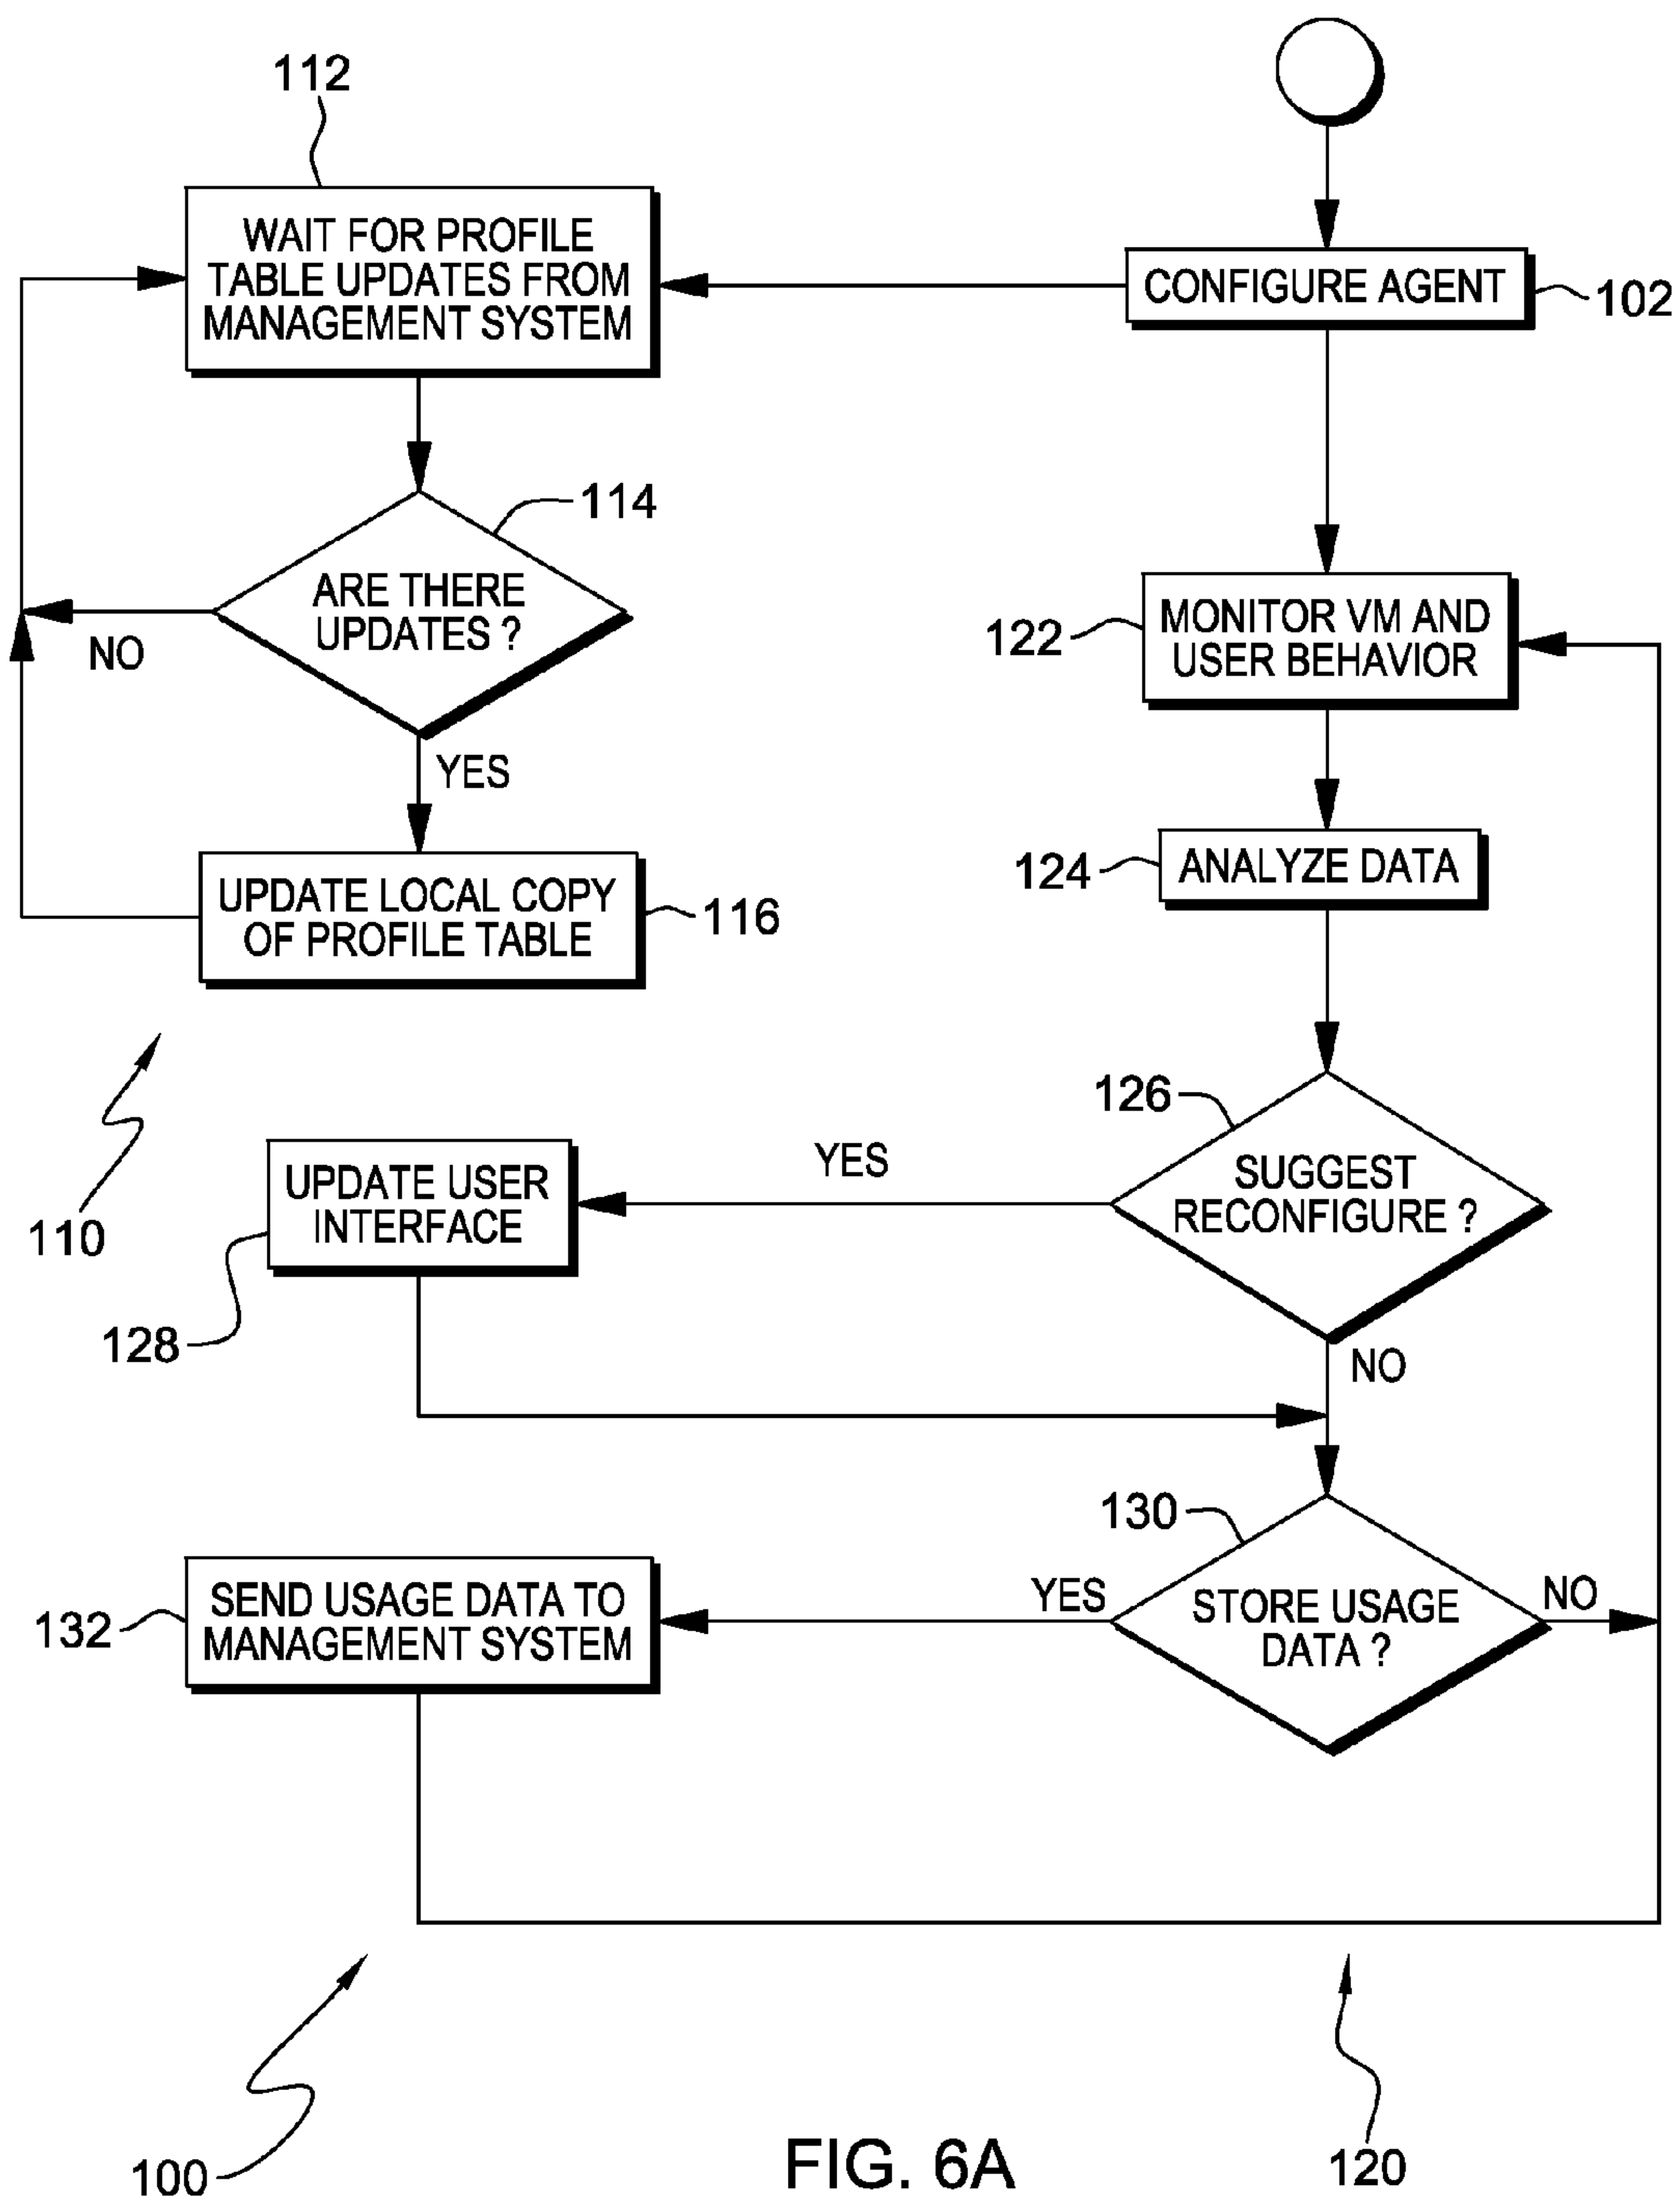 112
WAIT FOR PROFILE
TABLE UPDATES FROM
MANAGEMENT SYSTEM
CONFIGURE AGENT
102
114
ARE THERE
UPDATES ?
NO
YES
122
MONITOR VM AND
USER BEHAVIOR
124
ANALYZE DATA
UPDATE LOCAL COPY
OF PROFILE TABLE
116
110
126
SUGGEST
RECONFIGURE ?
YES
NO
UPDATE USER
INTERFACE
128
130
STORE USAGE
DATA ?
YES
NO
132
SEND USAGE DATA TO
MANAGEMENT SYSTEM
100
120
FIG. 6A